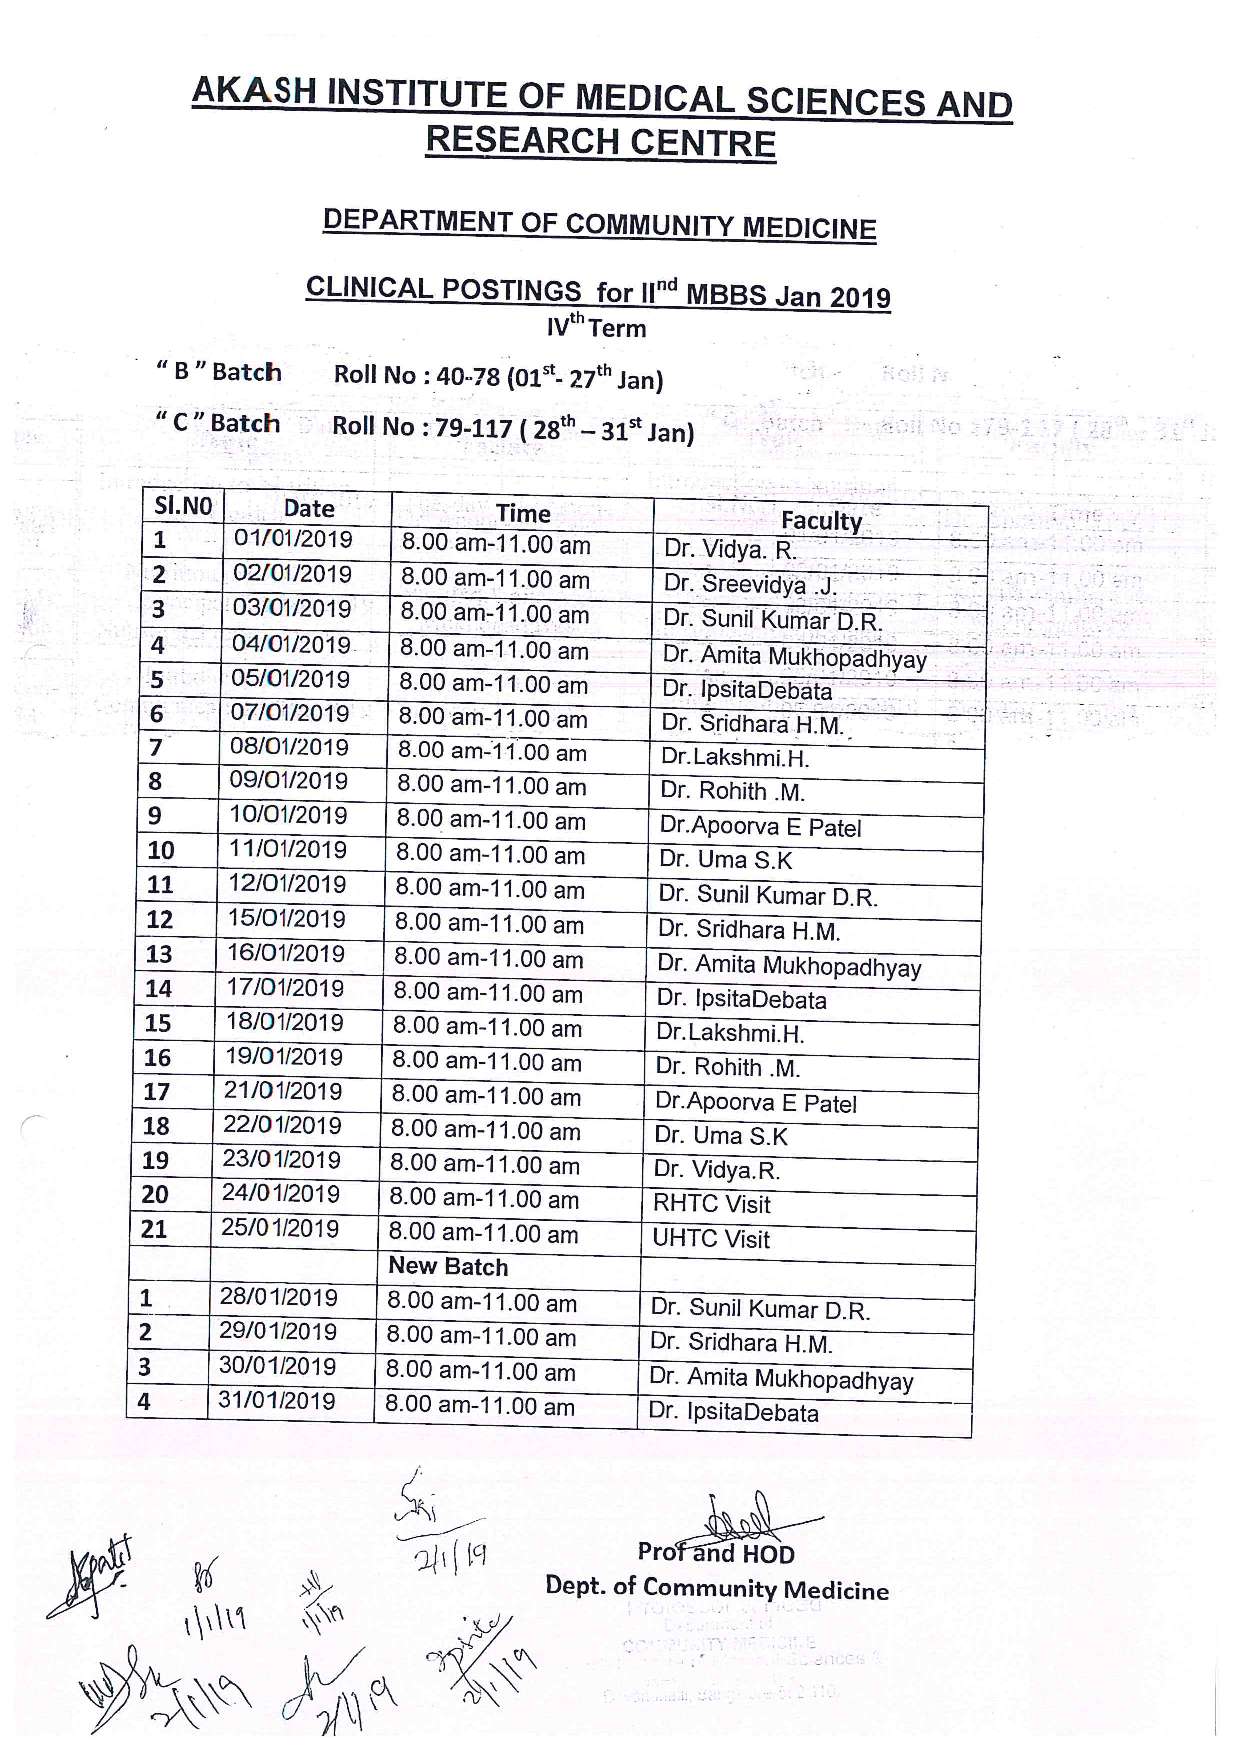 AKASH INSTITUTE OF MEDICAL SCIENCES AND
RESEARCH CENTRE
DEPARTMENT OF COMMUNITY MEDICINE
CLINICAL POSTINGS for IInd MBBS Jan 2019
IVth Term
" B " Batch Roll No : 40-78 (01st- 27th Jan)
" C " Batch Roll No : 79-117 ( 28th – 31st Jan)
Sl.N0 Date Time Faculty
1 01/01/2019 8.00 am-11.00 am Dr. Vidya. R.
2 02/01/2019 8.00 am-11.00 am Dr. Sreevidya .J.
3 03/01/2019 8.00 am-11.00 am Dr. Sunil Kumar D.R.
4 04/01/2019 8.00 am-11.00 am Dr. Amita Mukhopadhyay
5 05/01/2019 8.00 am-11.00 am Dr. IpsitaDebata
6 07/01/2019 8.00 am-11.00 am Dr. Sridhara H.M.
7 08/01/2019 8.00 am-11.00 am Dr.Lakshmi.H.
8 09/01/2019 8.00 am-11.00 am Dr. Rohith .M.
9 10/01/2019 8.00 am-11.00 am Dr.Apoorva E Patel
10 11/01/2019 8.00 am-11.00 am Dr. Uma S.K
11 12/01/2019 8.00 am-11.00 am Dr. Sunil Kumar D.R.
12 15/01/2019 8.00 am-11.00 am Dr. Sridhara H.M.
13 16/01/2019 8.00 am-11.00 am Dr. Amita Mukhopadhyay
14 17/01/2019 8.00 am-11.00 am Dr. IpsitaDebata
15 18/01/2019 8.00 am-11.00 am Dr.Lakshmi.H.
16 19/01/2019 8.00 am-11.00 am Dr. Rohith .M.
17 21/01/2019 8.00 am-11.00 am Dr.Apoorva E Patel
18 22/01/2019 8.00 am-11.00 am Dr. Uma S.K
19 23/01/2019 8.00 am-11.00 am Dr. Vidya.R.
20 24/01/2019 8.00 am-11.00 am RHTC Visit
21 25/01/2019 8.00 am-11.00 am UHTC Visit
New Batch
1 28/01/2019 8.00 am-11.00 am Dr. Sunil Kumar D.R.
2 29/01/2019 8.00 am-11.00 am Dr. Sridhara H.M.
3 30/01/2019 8.00 am-11.00 am Dr. Amita Mukhopadhyay
4 31/01/2019 8.00 am-11.00 am Dr. IpsitaDebata
2/1/19
Prof and HOD
Dept. of Community Medicine
1/1/19 1/1/19
Ipsita
2/1/19 2/1/19 2/1/19